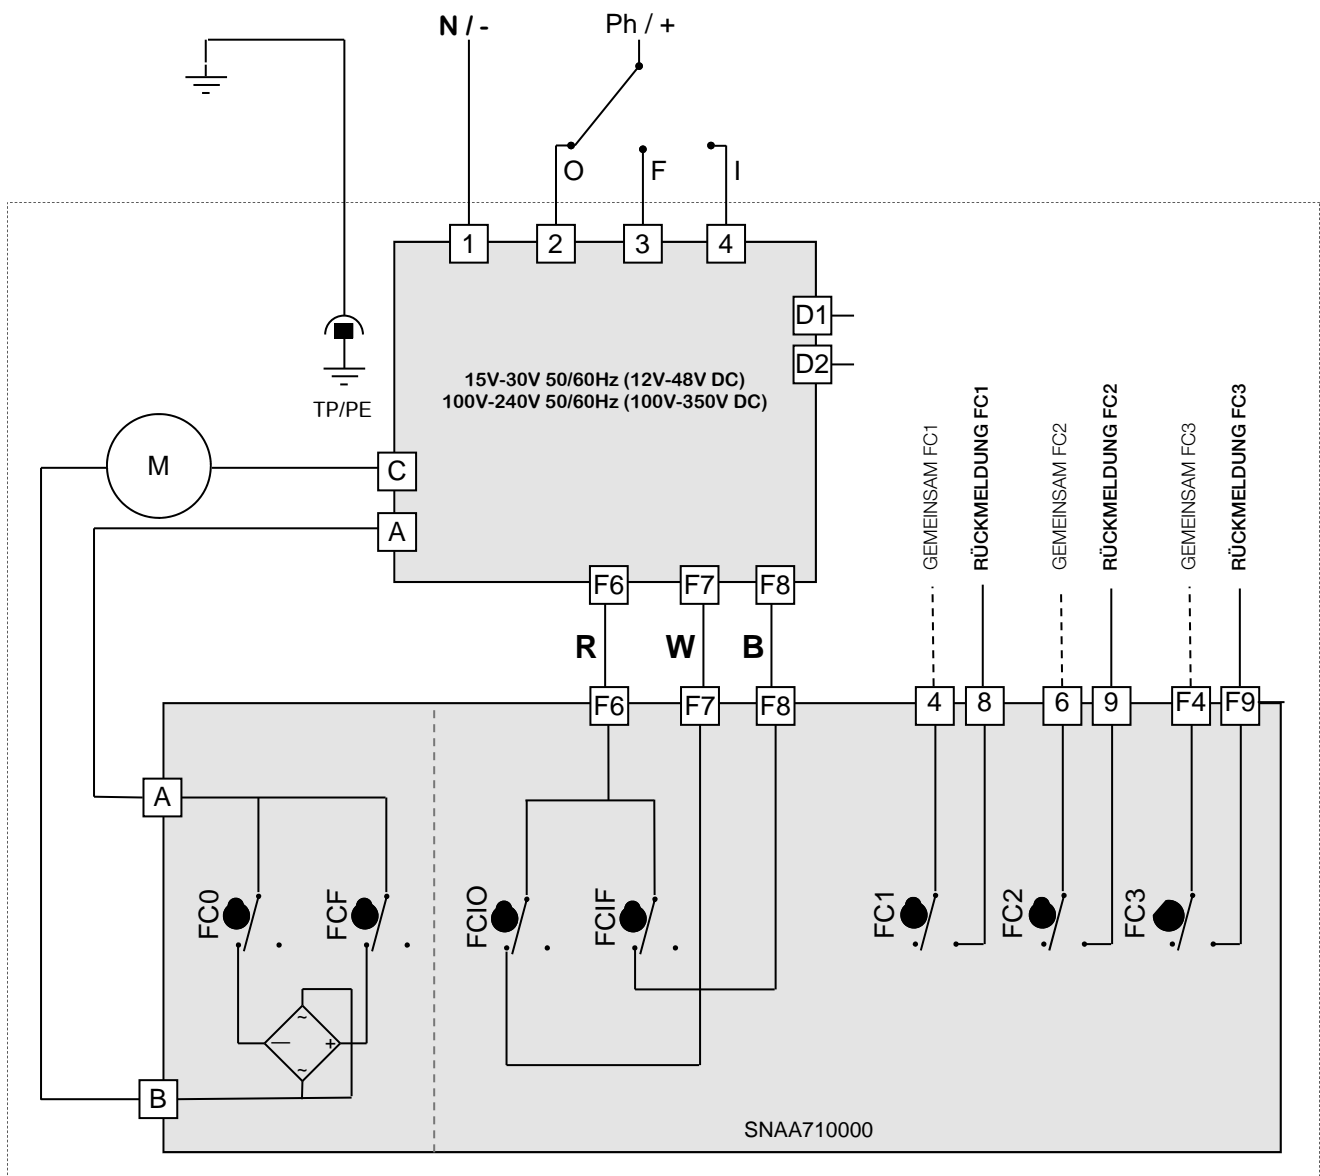 N / -
Ph / +
O
F
I
1
2
3
4
D1
D2
15V-30V 50/60Hz (12V-48V DC)
100V-240V 50/60Hz (100V-350V DC)
TP/PE
M
C
A
GEMEINSAM FC1
RÜCKMELDUNG FC1
GEMEINSAM FC2
RÜCKMELDUNG FC2
GEMEINSAM FC3
RÜCKMELDUNG FC3
F6
F7
F8
R
W
B
F6
F7
F8
4
8
6
9
F4
F9
A
FC0
FCF
FCIO
FCIF
FC1
FC2
FC3
~
—
+
~
B
SNAA710000